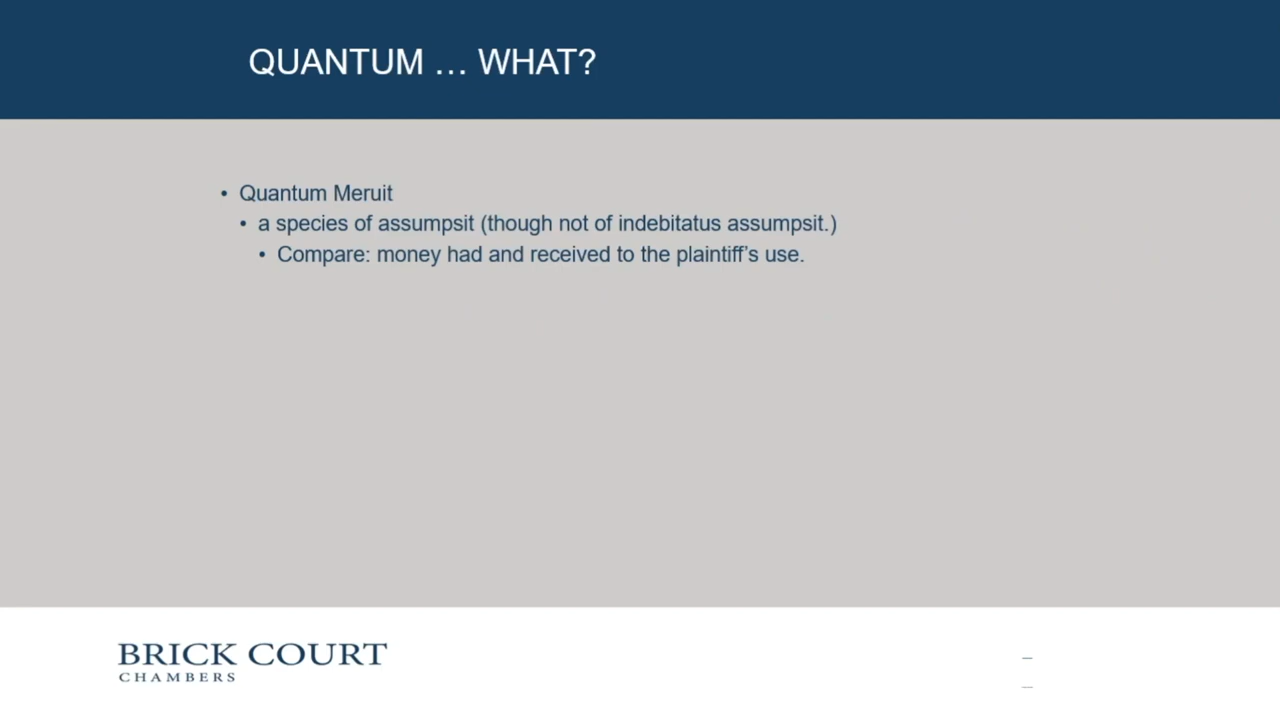 QUANTUM … WHAT?
• Quantum Meruit
• a species of assumpsit (though not of indebitatus assumpsit.)
• Compare: money had and received to the plaintiff’s use.
BRICK COURT
CHAMBERS